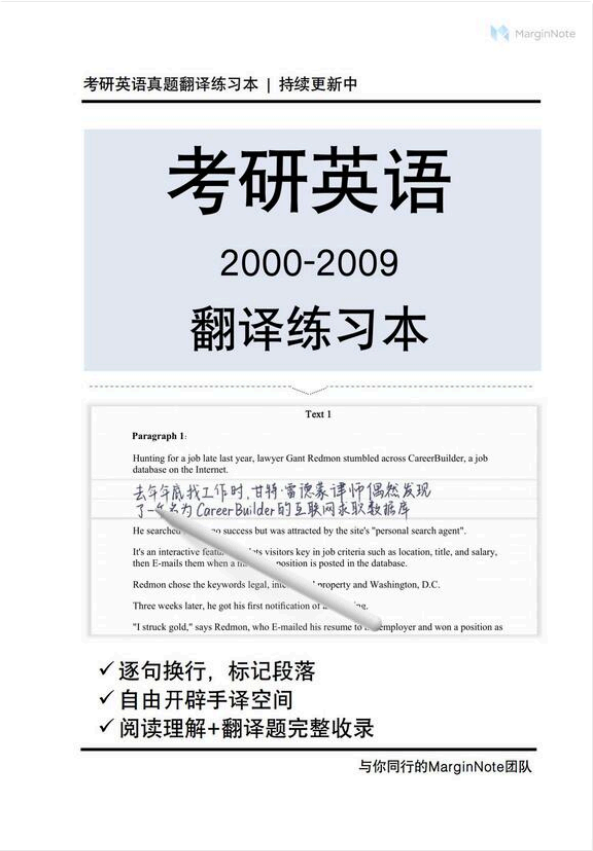 MarginNote
考研英语真题翻译练习本 | 持续更新中
考研英语
2000-2009
翻译练习本
Text 1
Paragraph 1:
Hunting for a job late last year, lawyer Gant Redmon stumbled across CareerBuilder, a job
database on the Internet.
去年年底找工作时,甘特·雷德蒙律师偶然发现
了一个名为CareerBuilder的互联网求职数据库
He searched no success but was attracted by the site's "personal search agent".
It's an interactive visitors key in job criteria such as location, title, and salary,
then E-mails them when a position is posted in the database.
Redmon chose the keywords legal, property and Washington, D.C.
Three weeks later, he got his first notification of
"I struck gold," says Redmon, who E-mailed his resume to employer and won a position as
✓逐句换行,标记段落
✓自由开辟手译空间
✓阅读理解+翻译题完整收录
与你同行的MarginNote团队